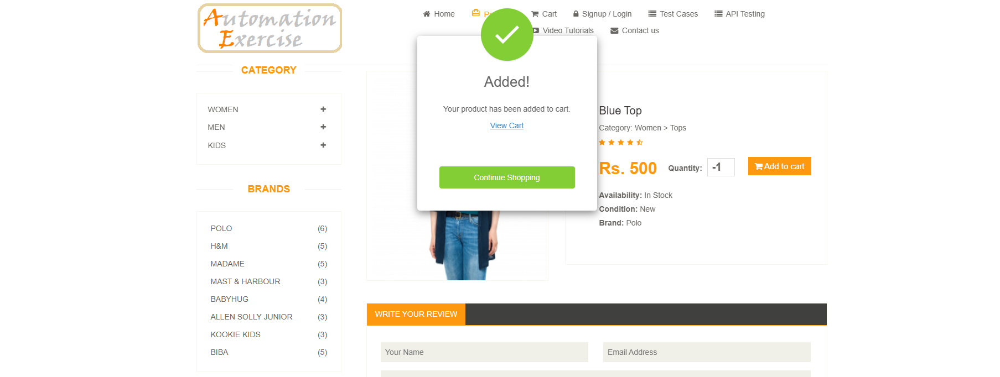 Automation
Exercise
Home
Cart
Signup / Login
Test Cases
API Testing
Video Tutorials
Contact us
CATEGORY
WOMEN
MEN
KIDS
BRANDS
POLO (6)
H&M (5)
MADAME (5)
MAST & HARBOUR (3)
BABYHUG (4)
ALLEN SOLLY JUNIOR (3)
KOOKIE KIDS (3)
BIBA (5)
Added!
Your product has been added to cart.
View Cart
Continue Shopping
Blue Top
Category: Women > Tops
Rs. 500 Quantity: -1 Add to cart
Availability: In Stock
Condition: New
Brand: Polo
WRITE YOUR REVIEW
Your Name
Email Address